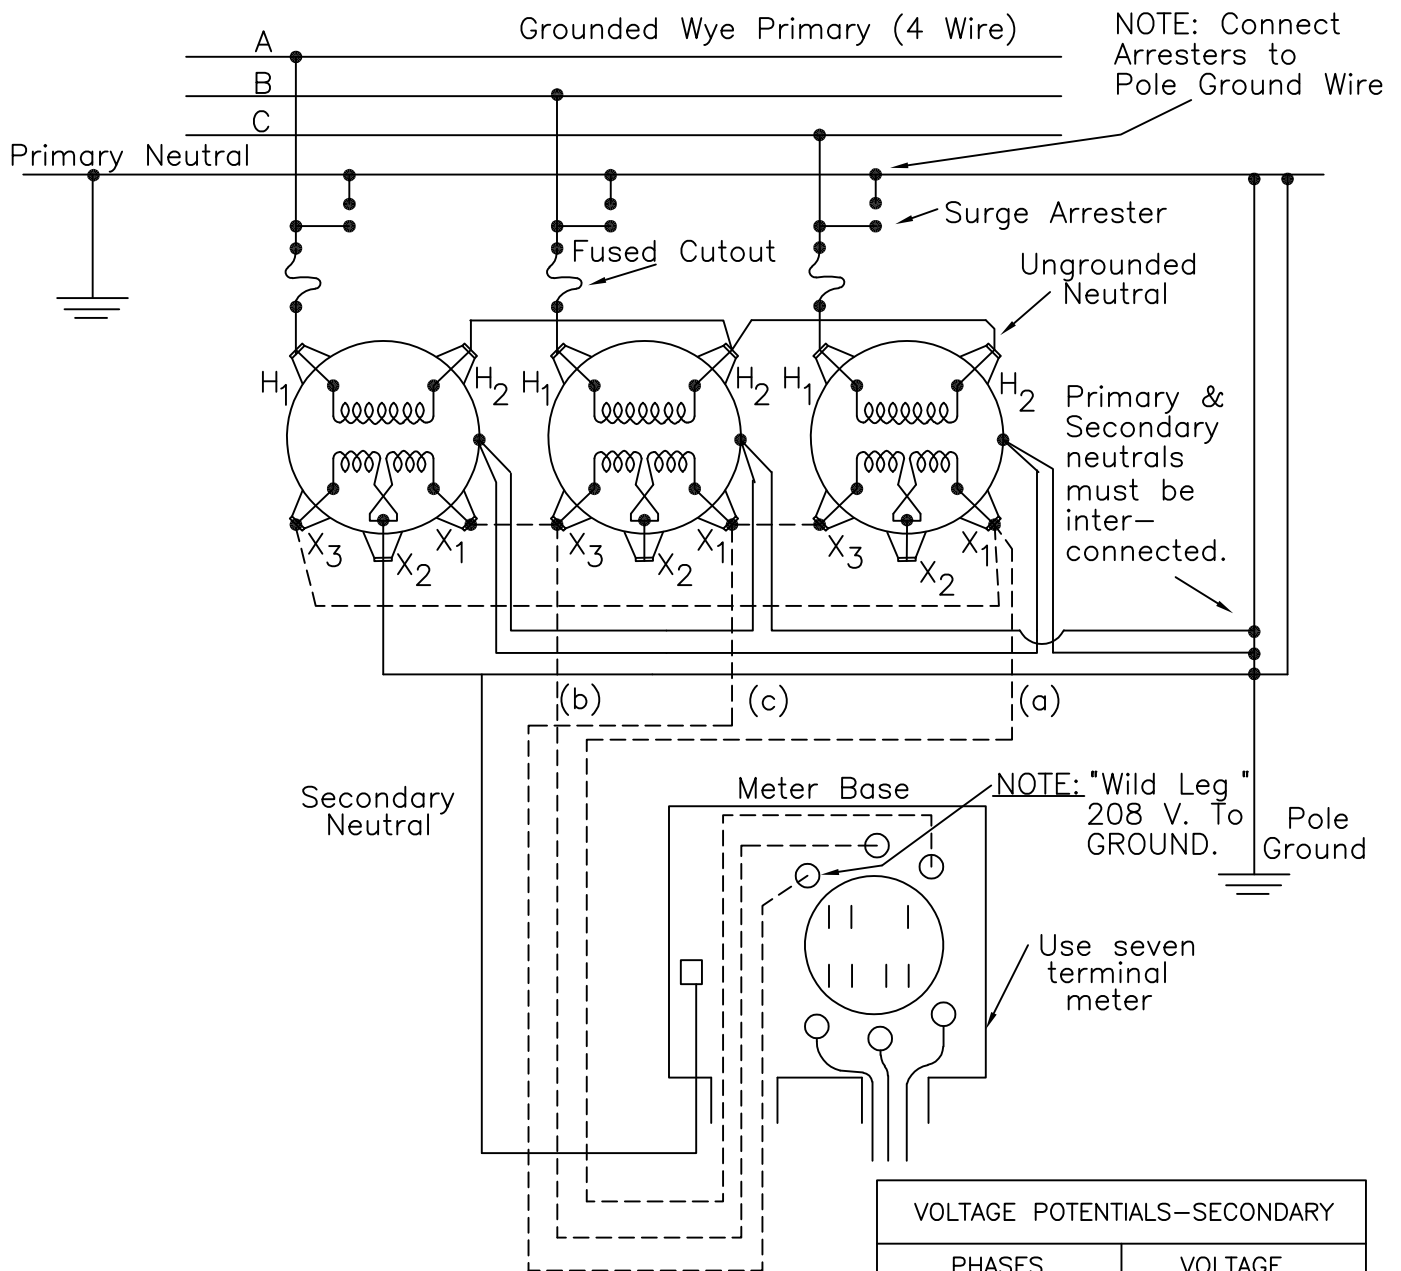 Grounded Wye Primary (4 Wire)
NOTE: Connect
Arresters to
Pole Ground Wire
A
B
C
Primary Neutral
Surge Arrester
Fused Cutout
Ungrounded
Neutral
H1
H2
H1
H2
H1
H2
Primary &
Secondary
neutrals
must be
inter-
connected.
X3
X2
X1
X3
X2
X1
X3
X2
X1
(b)
(c)
(a)
Secondary
Neutral
Meter Base
NOTE: "Wild Leg"
208 V. To
GROUND.
Pole
Ground
Use seven
terminal
meter
VOLTAGE POTENTIALS-SECONDARY
PHASES
VOLTAGE